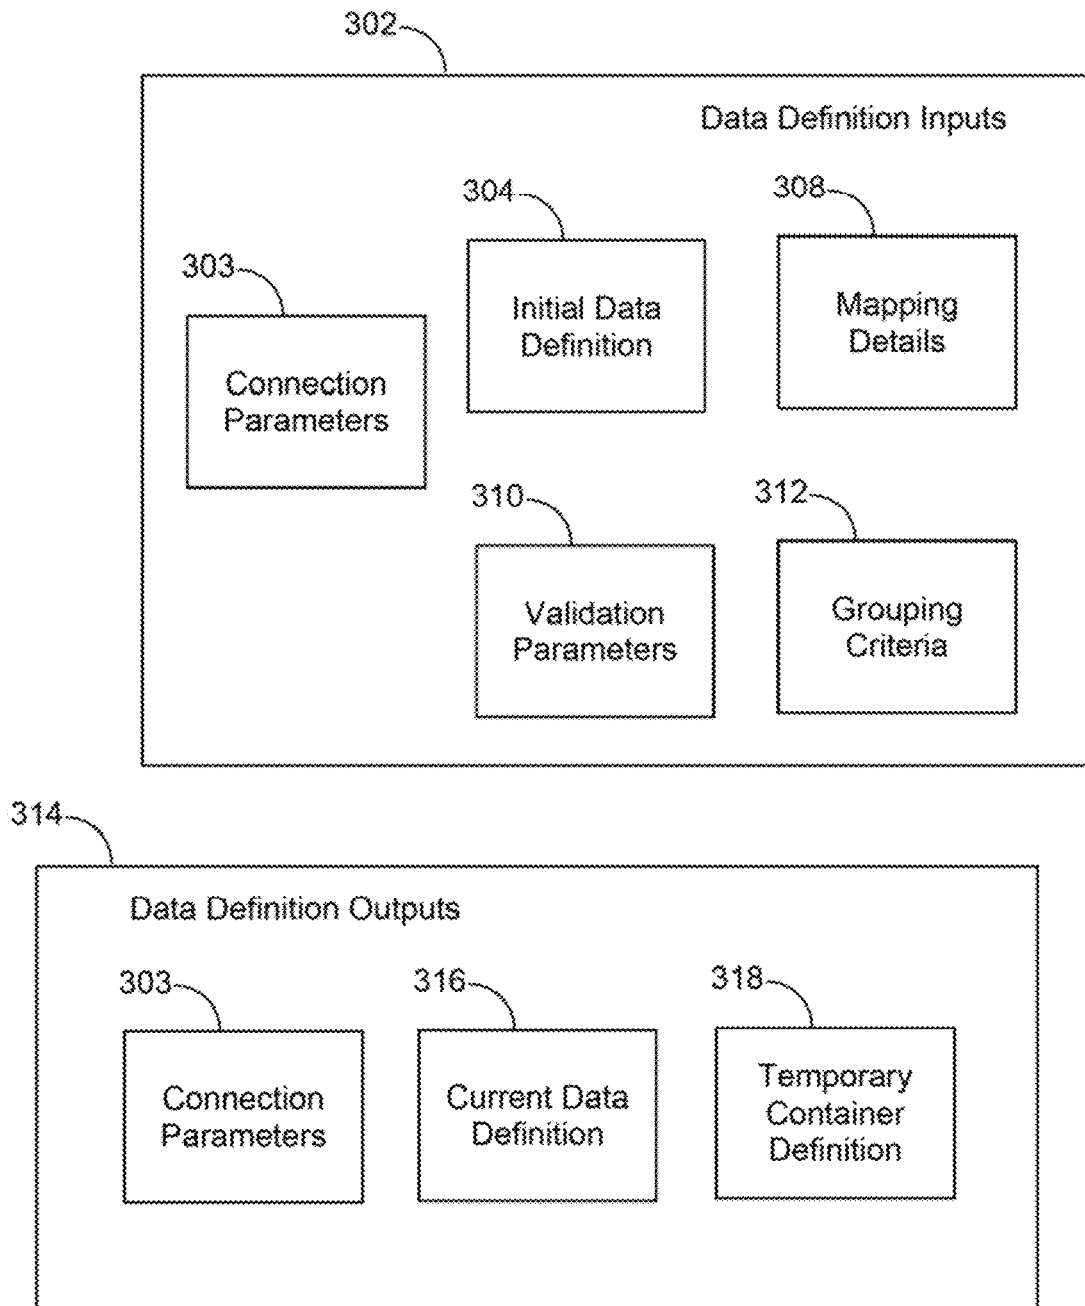 302
Data Definition Inputs
304
308
303
Initial Data
Definition
Mapping
Details
Connection
Parameters
310
312
Validation
Parameters
Grouping
Criteria
314
Data Definition Outputs
303
316
318
Connection
Parameters
Current Data
Definition
Temporary
Container
Definition